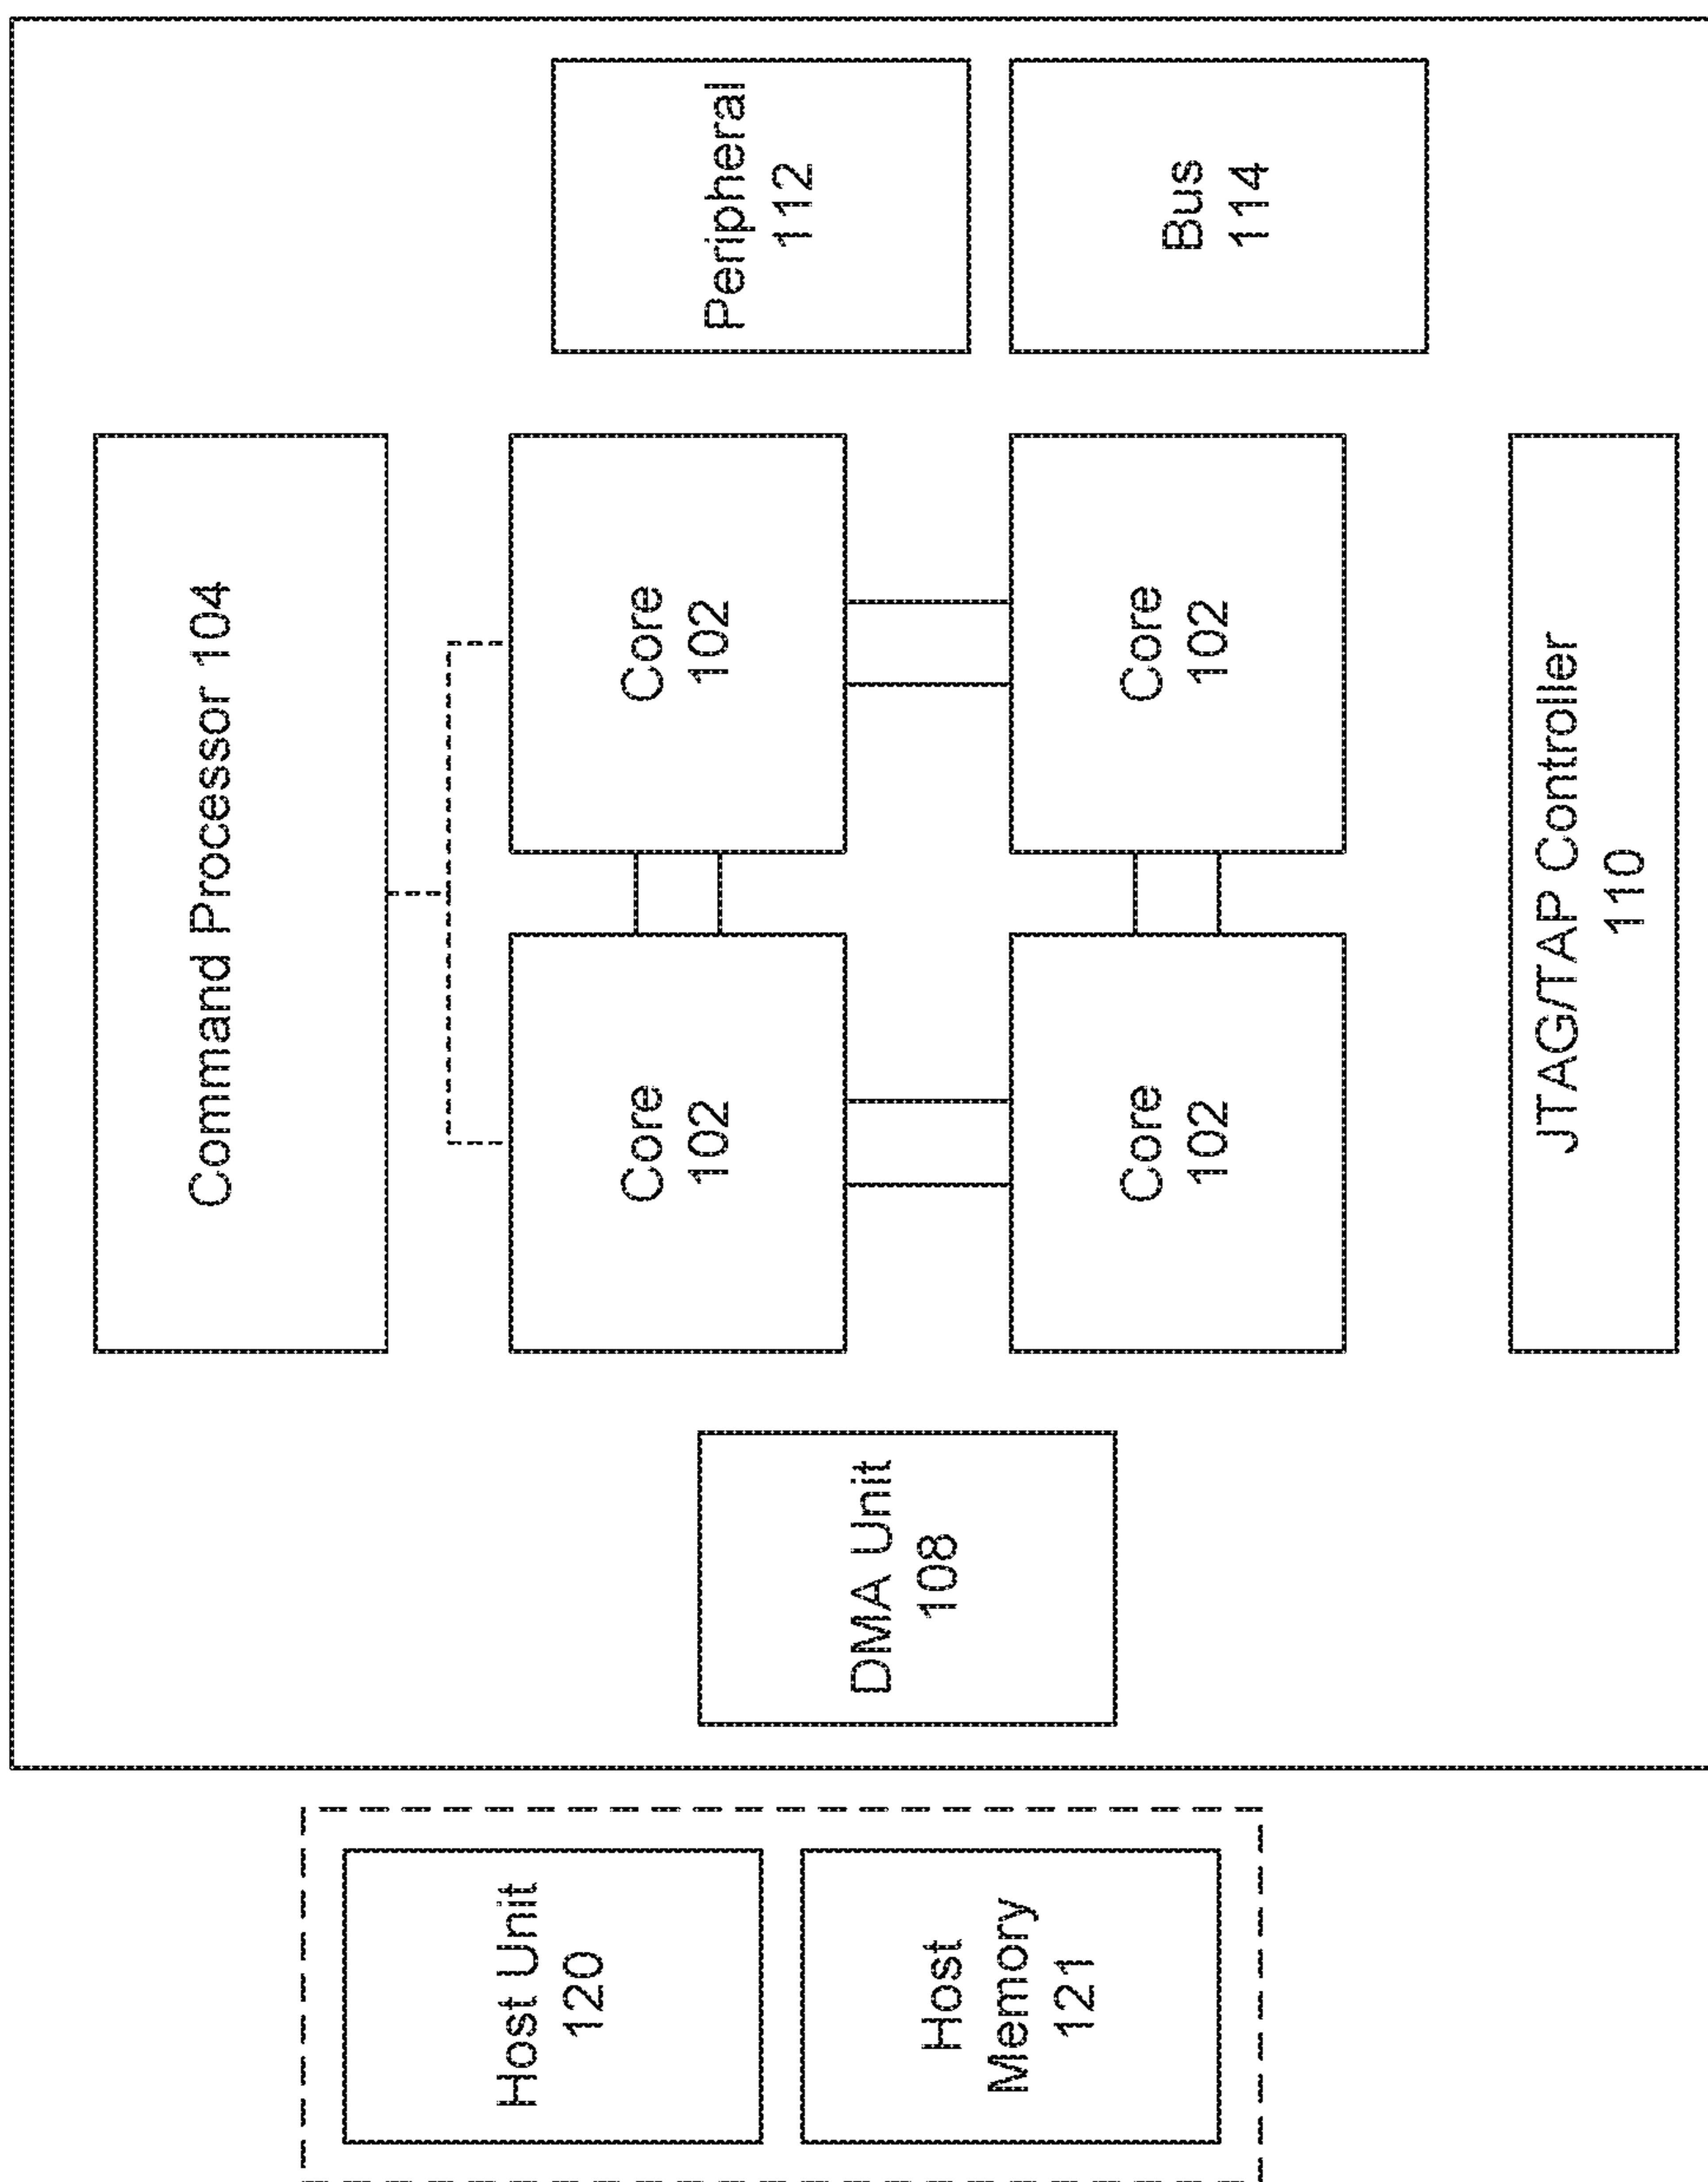 Command Processor 104
Host Unit
120
Host
Memory
121
DMA Unit
108
Core
102
Core
102
Core
102
Core
102
Peripheral
112
Bus
114
JTAG/TAP Controller
110